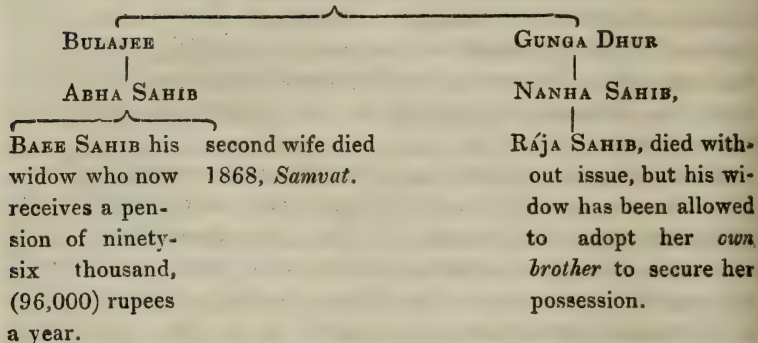 BULAJEE
ABHA SAHIB
BAEE SAHIB his
widow who now
receives a pen-
sion of ninety-
six thousand,
(96,000) rupees
a year.
second wife died
1868, Samvat.
GUNGA DHUR
NANHA SAHIB,
RÁJA SAHIB, died with-
out issue, but his wi-
dow has been allowed
to adopt her own
brother to secure her
possession.